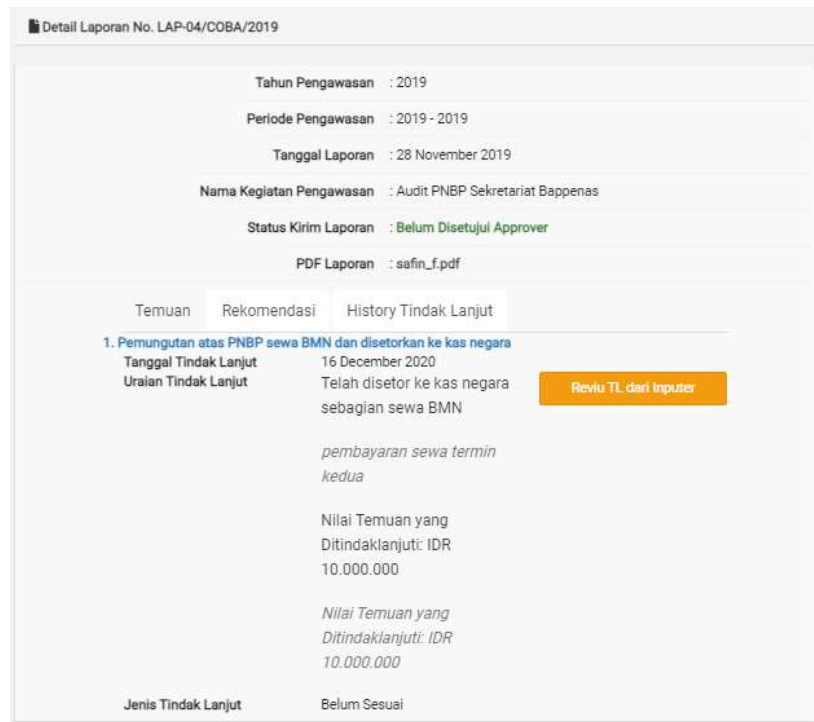 Detail Laporan No. LAP-04/COBA/2019
Tahun Pengawasan : 2019
Periode Pengawasan : 2019 - 2019
Tanggal Laporan : 28 November 2019
Nama Kegiatan Pengawasan : Audit PNBP Sekretariat Bappenas
Status Kirim Laporan : Belum Disetujui Approver
PDF Laporan : safin_f.pdf
Temuan Rekomendasi History Tindak Lanjut
1. Pemungutan atas PNBP sewa BMN dan disetorkan ke kas negara
Tanggal Tindak Lanjut 16 December 2020
Uraian Tindak Lanjut Telah disetor ke kas negara
sebagian sewa BMN
Reviu TL dari Inputer
pembayaran sewa termin
kedua
Nilai Temuan yang
Ditindaklanjuti: IDR
10.000.000
Nilai Temuan yang
Ditindaklanjuti: IDR
10.000.000
Jenis Tindak Lanjut Belum Sesuai